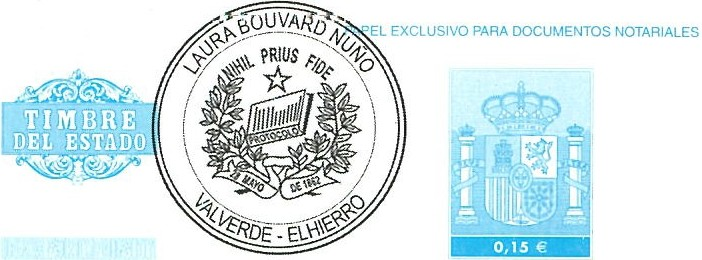 PAPEL EXCLUSIVO PARA DOCUMENTOS NOTARIALES
TIMBRE
DEL ESTADO
LAURA BOUVARD NUÑO
NIHIL PRIUS FIDE
PROTOCOLO
28 MAYO
DE 1862
VALVERDE - ELHIERRO
0,15 €